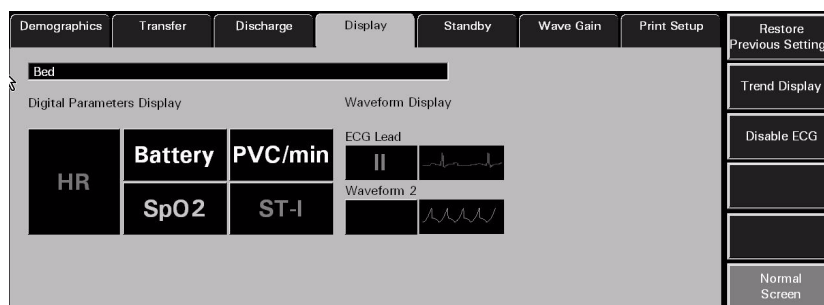 Demographics Transfer Discharge Display Standby Wave Gain Print Setup
Restore
Previous Setting
Bed
Trend Display
Digital Parameters Display Waveform Display
Disable ECG
ECG Lead
HR Battery PVC/min II
Waveform 2
SpO2 ST-I
Normal
Screen